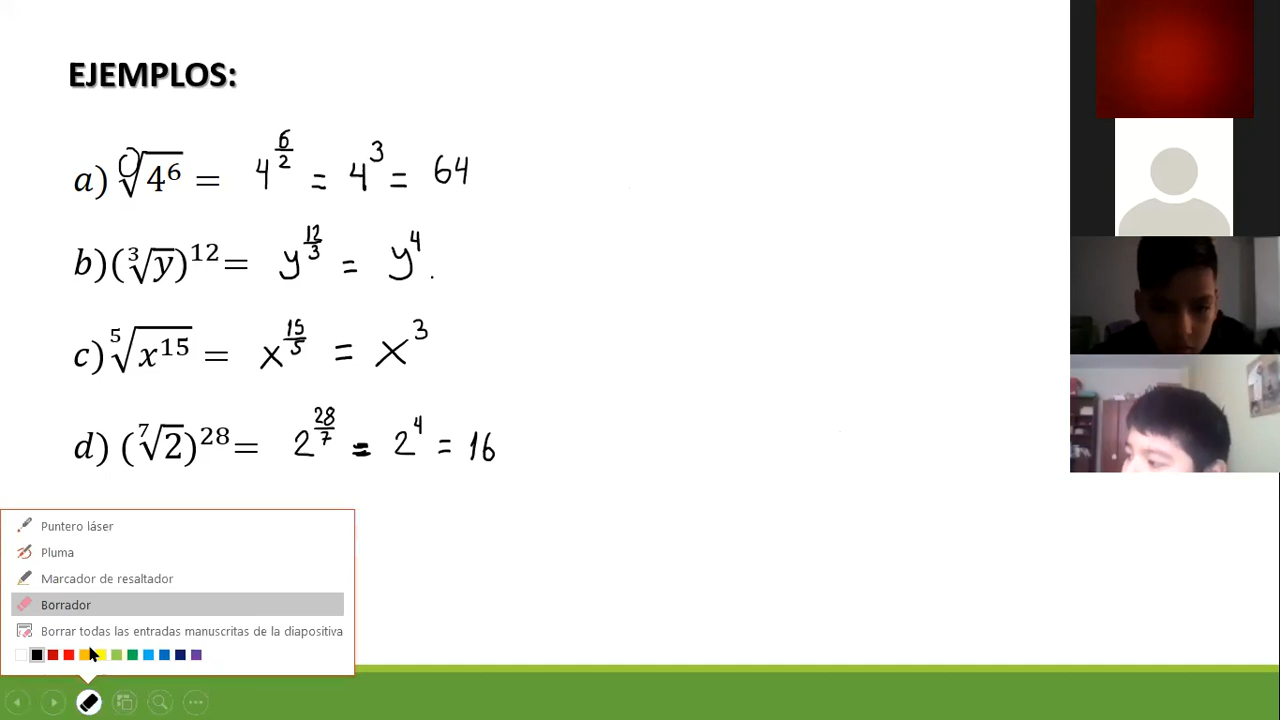 EJEMPLOS:
a) √4⁶ = 4^(6/2) = 4³ = 64
b) (³√y)¹² = y^(12/3) = y⁴.
c) ⁵√x¹⁵ = x^(15/5) = x³
d) (⁷√2)²⁸ = 2^(28/7) = 2⁴ = 16
Puntero láser
Pluma
Marcador de resaltador
Borrador
Borrar todas las entradas manuscritas de la diapositiva